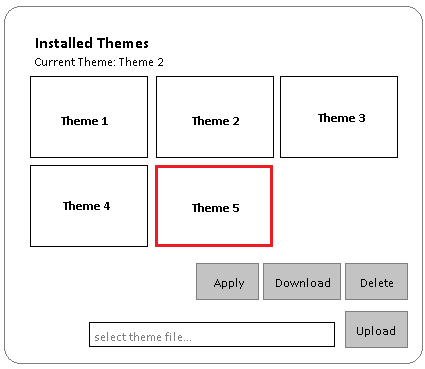 Installed Themes
Current Theme: Theme 2
Theme 1
Theme 2
Theme 3
Theme 4
Theme 5
Apply
Download
Delete
select theme file...
Upload